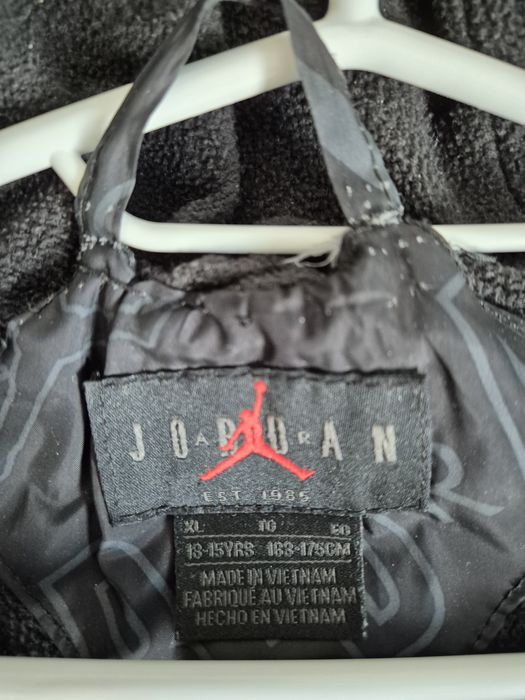 JORDAN
AIR
EST. 1985
XL TG EG
13-15YRS 163-175CM
MADE IN VIETNAM
FABRIQUÉ AU VIETNAM
HECHO EN VIETNAM